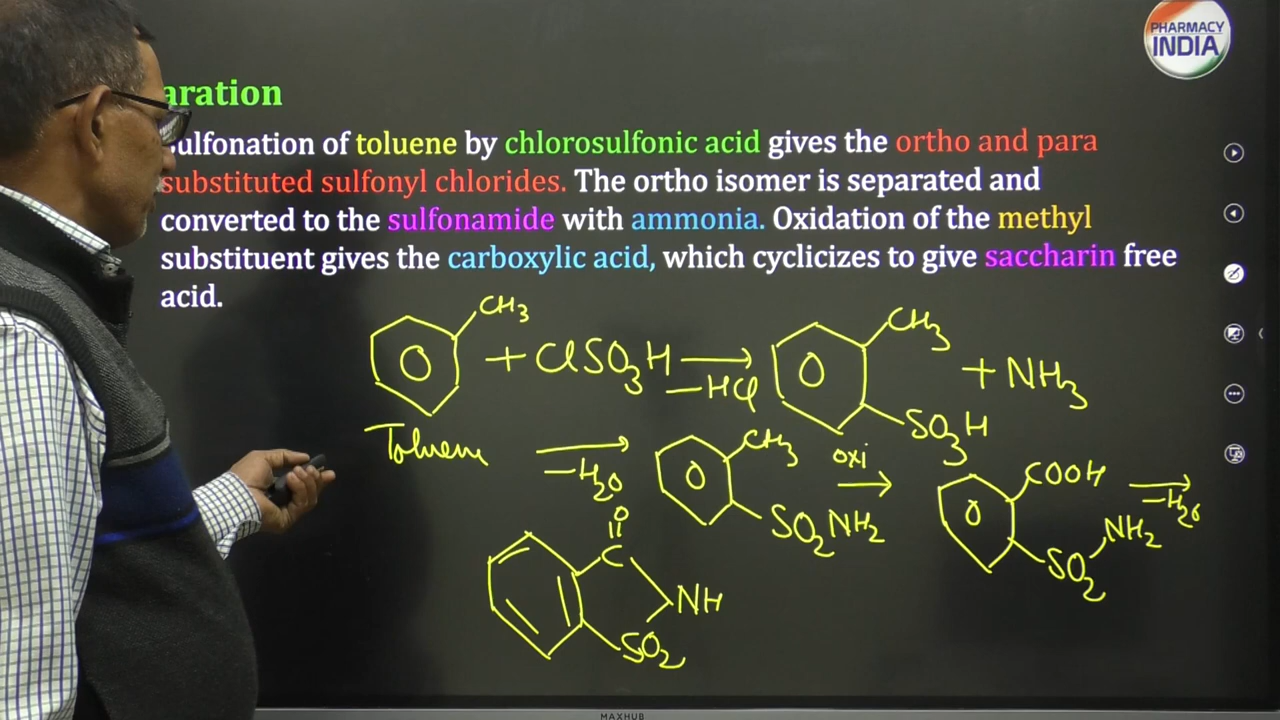 PHARMACY
INDIA
aration
ulfonation of toluene by chlorosulfonic acid gives the ortho and para
substituted sulfonyl chlorides. The ortho isomer is separated and
converted to the sulfonamide with ammonia. Oxidation of the methyl
substituent gives the carboxylic acid, which cyclicizes to give saccharin free
acid.
CH3
+ ClSO3H
-HCl
CH3
SO3H
+ NH3
Toluene
-H2O
CH3
SO2NH2
oxi
COOH
SO2
NH2
-H2O
O
C
NH
SO2
MAXHUB